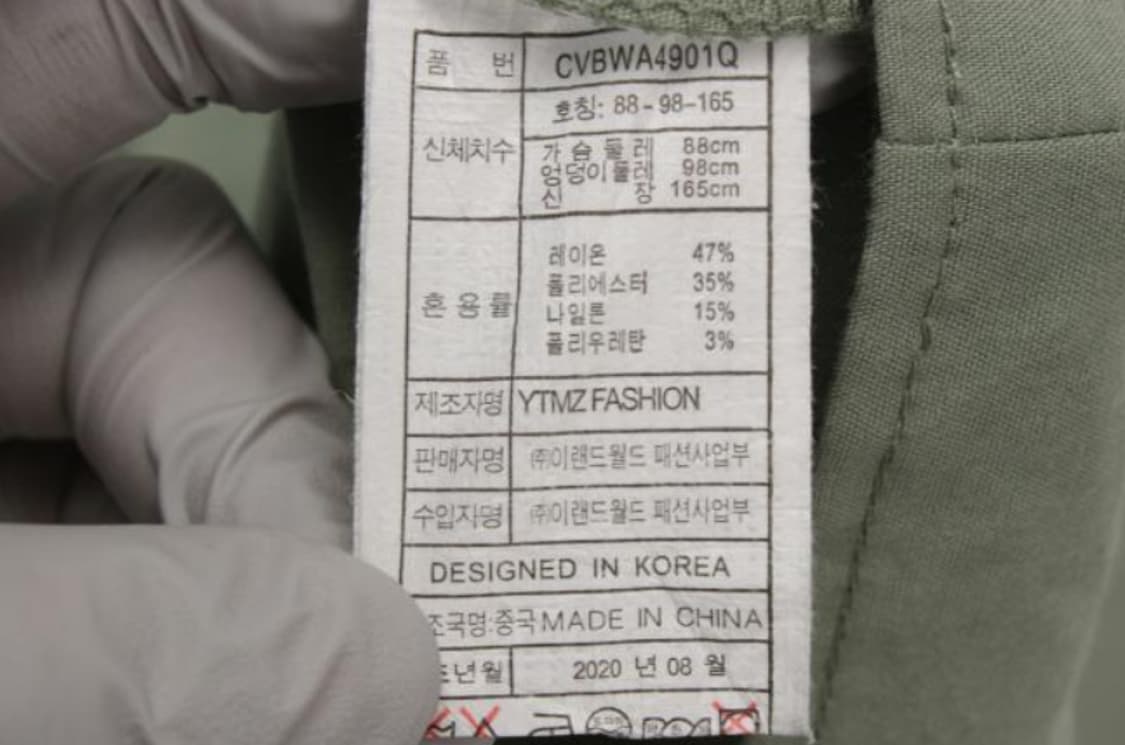 품 번 CVBWA4901Q
호칭: 88-98-165
신체치수
가 슴 둘 레 88cm
엉덩이둘레 98cm
신 장 165cm
혼 용 률
레이온 47%
폴리에스터 35%
나일론 15%
폴리우레탄 3%
제조자명 YTMZ FASHION
판매자명 ㈜이랜드월드 패션사업부
수입자명 ㈜이랜드월드 패션사업부
DESIGNED IN KOREA
조국명:중국 MADE IN CHINA
년월 2020 년 08 월